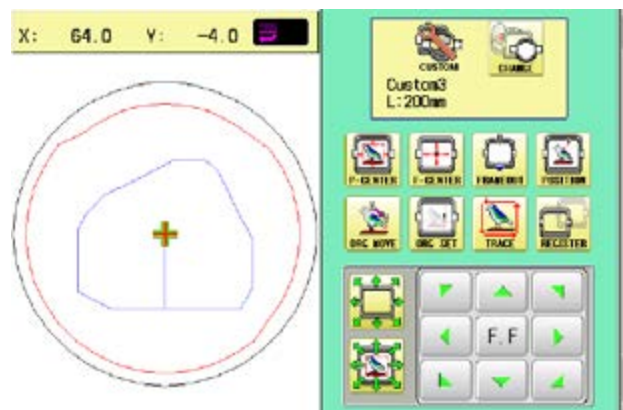 X: 64.0 Y: -4.0
CUSTOM CHANGE
Custom3
L:200mm
P-CENTER F-CENTER FRAMEOUT POSITION
ORG MOVE ORG SET TRACE REGISTER
F.F